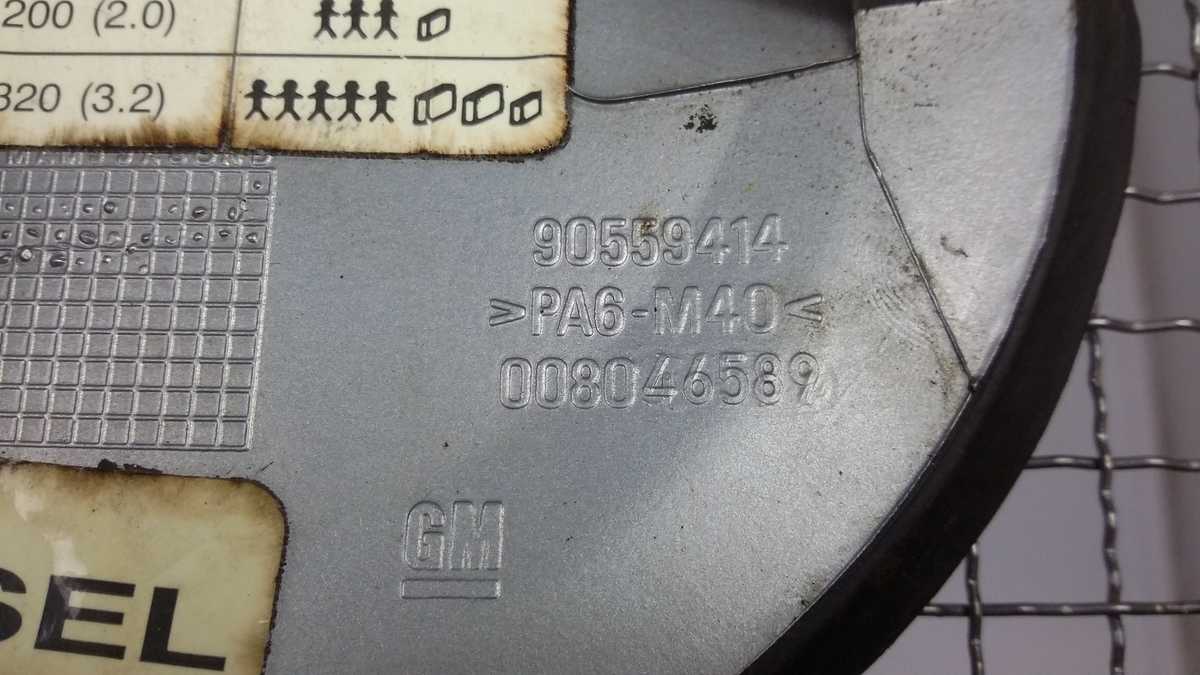 200 (2.0)
320 (3.2)
90559414
>PA6-M40<
008046589
GM
SEL